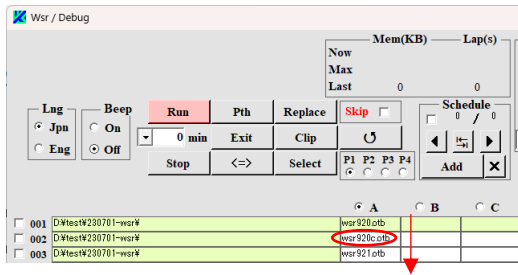 Wsr / Debug
Mem(KB) Lap(s)
Now
Max
Last 0 0
Lng Beep Run Pth Replace Skip Schedule
0 / 0
Jpn On 0 min Exit Clip
Eng Off Stop <=> Select P1 P2 P3 P4 Add
A B C
001 D:¥test¥230701-wsr¥ wsr920.otb
002 D:¥test¥230701-wsr¥ wsr920c.otb
003 D:¥test¥230701-wsr¥ wsr921.otb